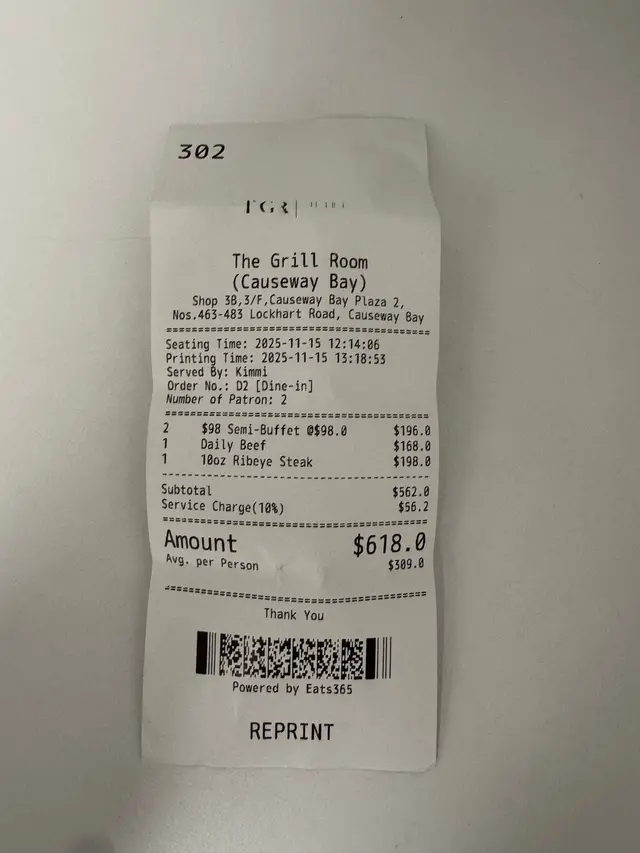 302
TGR
The Grill Room
(Causeway Bay)
Shop 3B,3/F,Causeway Bay Plaza 2,
Nos.463-483 Lockhart Road, Causeway Bay
Seating Time: 2025-11-15 12:14:06
Printing Time: 2025-11-15 13:18:53
Served By: Kimmi
Order No.: D2 [Dine-in]
Number of Patron: 2
2 $98 Semi-Buffet @$98.0 $196.0
1 Daily Beef $168.0
1 10oz Ribeye Steak $198.0
Subtotal $562.0
Service Charge(10%) $56.2
Amount $618.0
Avg. per Person $309.0
Thank You
Powered by Eats365
REPRINT